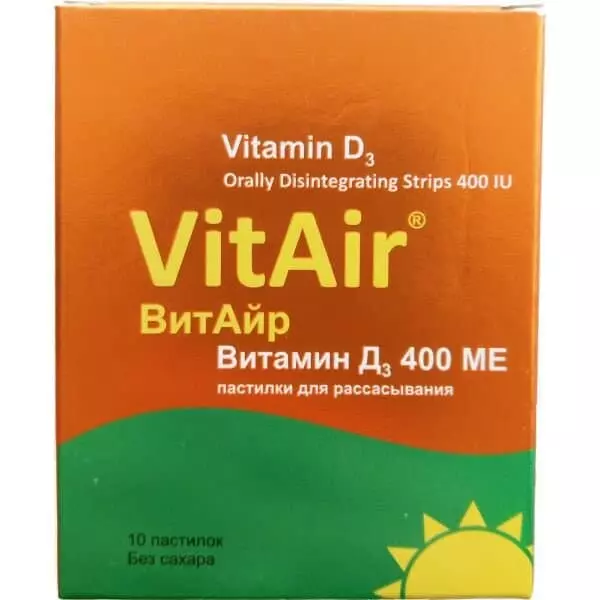 Vitamin D₃
Orally Disintegrating Strips 400 IU
VitAir®
ВитАйр
Витамин Д₃ 400 МЕ
пастилки для рассасывания
10 пастилок
Без сахара